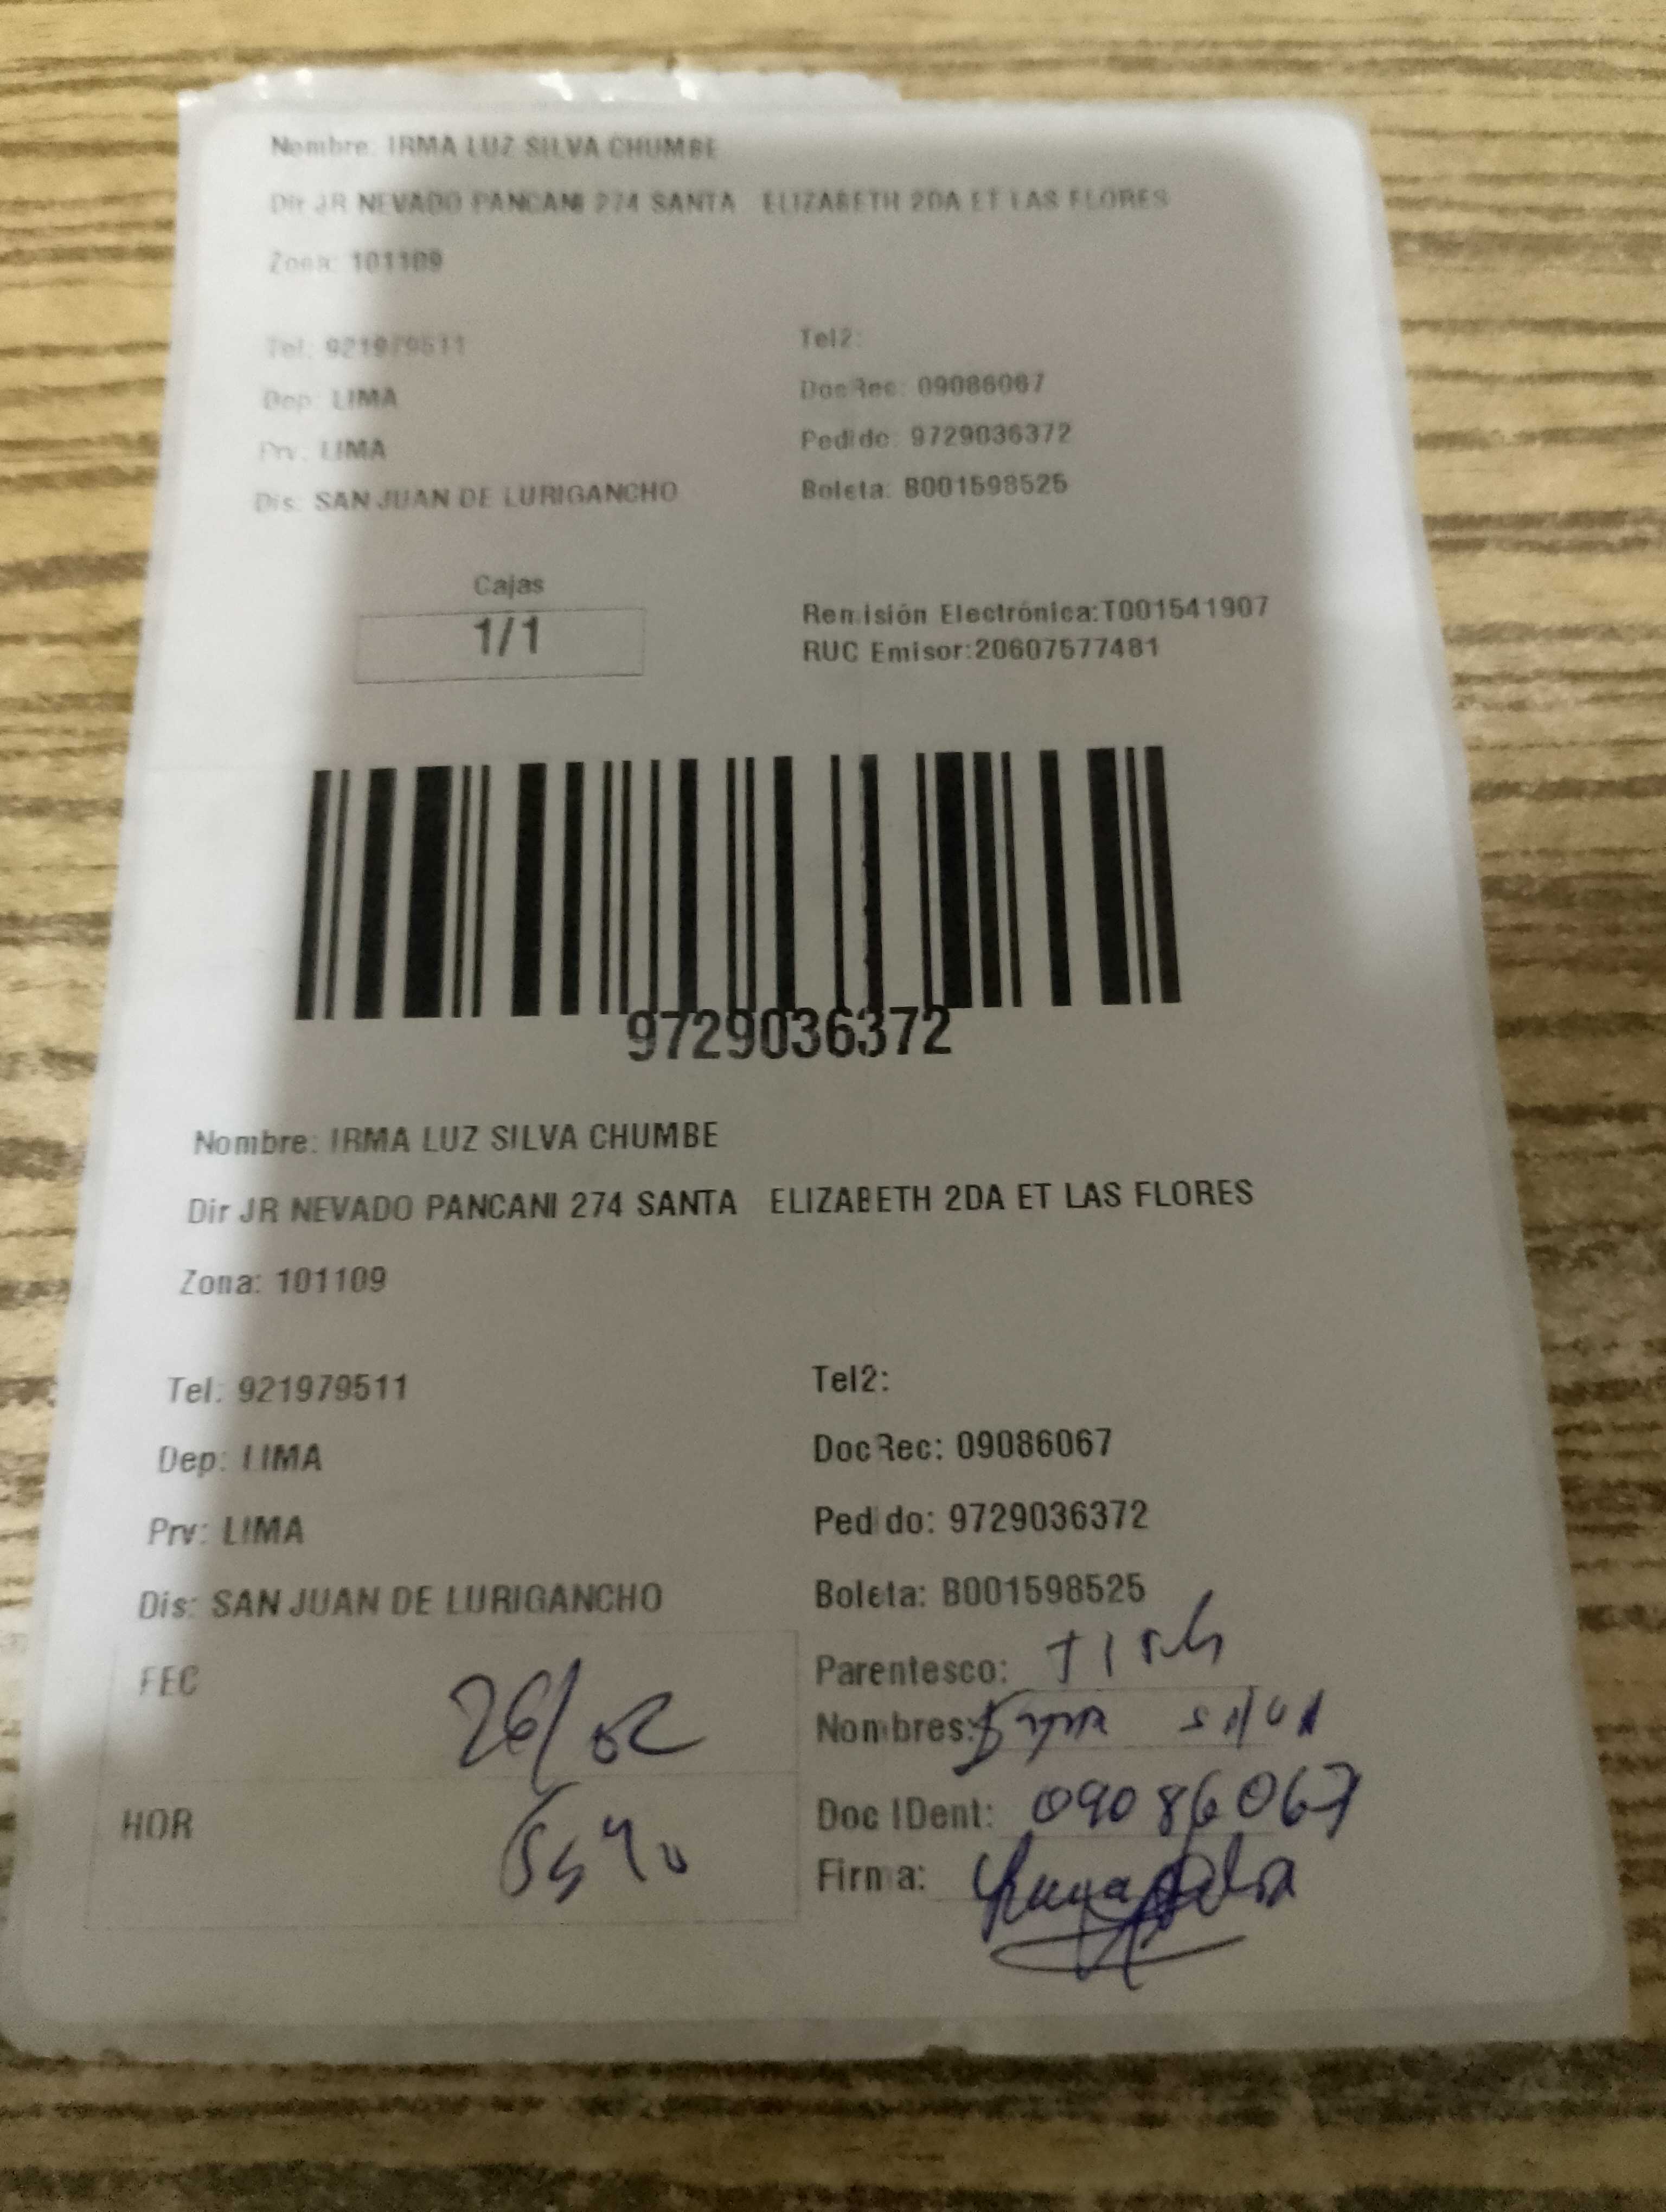 Nombre: IRMA LUZ SILVA CHUMBE
Dir JR NEVADO PANCANI 274 SANTA ELIZABETH 2DA ET LAS FLORES
Zona: 101109
Tel: 921979511 Tel2:
Dep: LIMA DocRec: 09086067
Prv: LIMA Pedido: 9729036372
Dis: SAN JUAN DE LURIGANCHO Boleta: B001598525
Cajas
1/1
Remisión Electrónica:T001541907
RUC Emisor:20607577481
9729036372
Nombre: IRMA LUZ SILVA CHUMBE
Dir JR NEVADO PANCANI 274 SANTA ELIZABETH 2DA ET LAS FLORES
Zona: 101109
Tel: 921979511 Tel2:
Dep: LIMA DocRec: 09086067
Prv: LIMA Pedido: 9729036372
Dis: SAN JUAN DE LURIGANCHO Boleta: B001598525
FEC 26/02
HOR
Parentesco:
Nombres: Irma Silva
Doc IDent: 09086067
Firma: